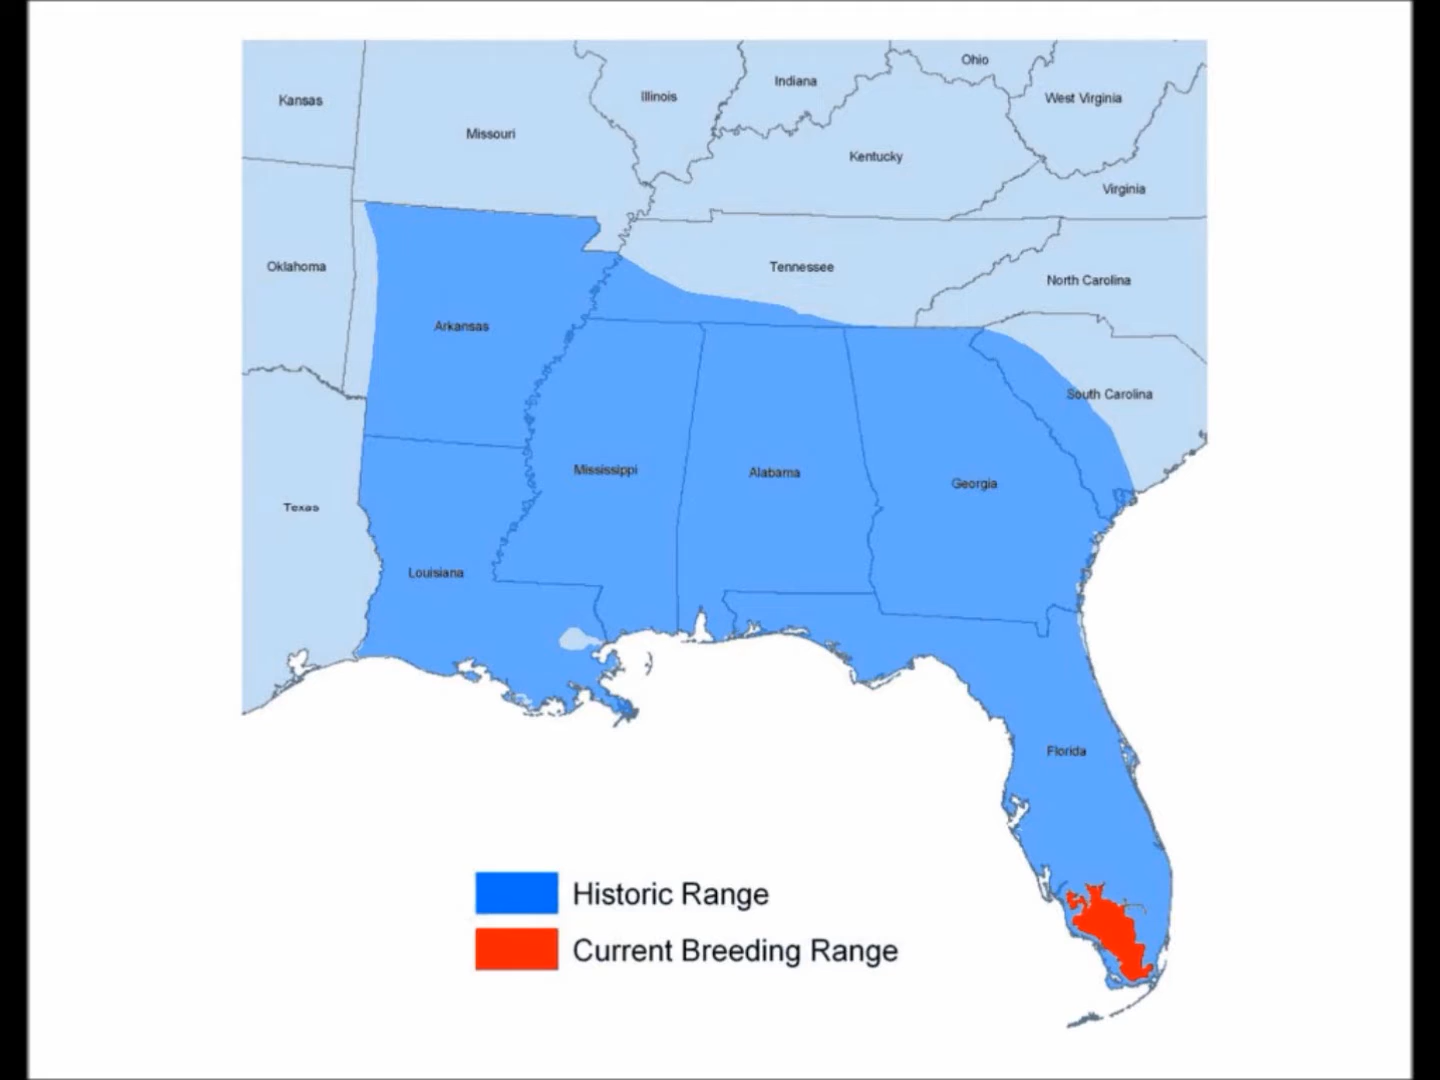 Ohio
Indiana
Illinois
West Virginia
Kansas
Missouri
Kentucky
Virginia
Oklahoma
Tennessee
North Carolina
Arkansas
South Carolina
Mississippi
Alabama
Georgia
Texas
Louisiana
Florida
Historic Range
Current Breeding Range